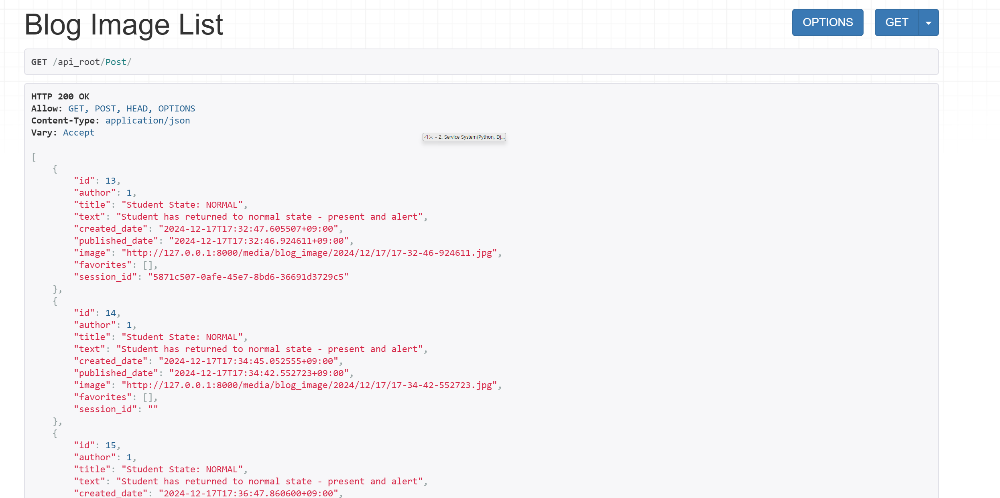 Blog Image List
OPTIONS
GET
GET /api_root/Post/
HTTP 200 OK
Allow: GET, POST, HEAD, OPTIONS
Content-Type: application/json
Vary: Accept
기능 - 2. Service System(Python, Dj...
[
    {
        "id": 13,
        "author": 1,
        "title": "Student State: NORMAL",
        "text": "Student has returned to normal state - present and alert",
        "created_date": "2024-12-17T17:32:47.605507+09:00",
        "published_date": "2024-12-17T17:32:46.924611+09:00",
        "image": "http://127.0.0.1:8000/media/blog_image/2024/12/17/17-32-46-924611.jpg",
        "favorites": [],
        "session_id": "5871c507-0afe-45e7-8bd6-36691d3729c5"
    },
    {
        "id": 14,
        "author": 1,
        "title": "Student State: NORMAL",
        "text": "Student has returned to normal state - present and alert",
        "created_date": "2024-12-17T17:34:45.052555+09:00",
        "published_date": "2024-12-17T17:34:42.552723+09:00",
        "image": "http://127.0.0.1:8000/media/blog_image/2024/12/17/17-34-42-552723.jpg",
        "favorites": [],
        "session_id": ""
    },
    {
        "id": 15,
        "author": 1,
        "title": "Student State: NORMAL",
        "text": "Student has returned to normal state - present and alert",
        "created_date": "2024-12-17T17:36:47.860600+09:00",